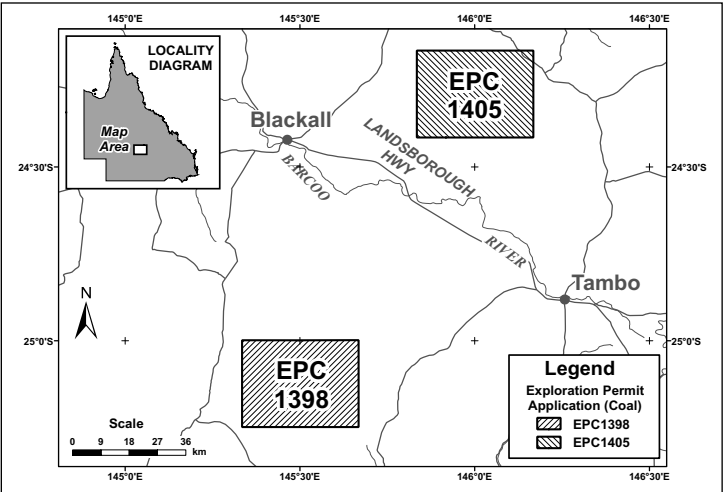 145°0'E 145°30'E 146°0'E 146°30'E
LOCALITY
DIAGRAM
Map
Area
EPC
1405
Blackall
LANDSBOROUGH
HWY
BARCOO
24°30'S 24°30'S
RIVER
Tambo
N
25°0'S 25°0'S
EPC
1398
Legend
Exploration Permit
Application (Coal)
EPC1398
EPC1405
Scale
0 9 18 27 36
km
145°0'E 145°30'E 146°0'E 146°30'E